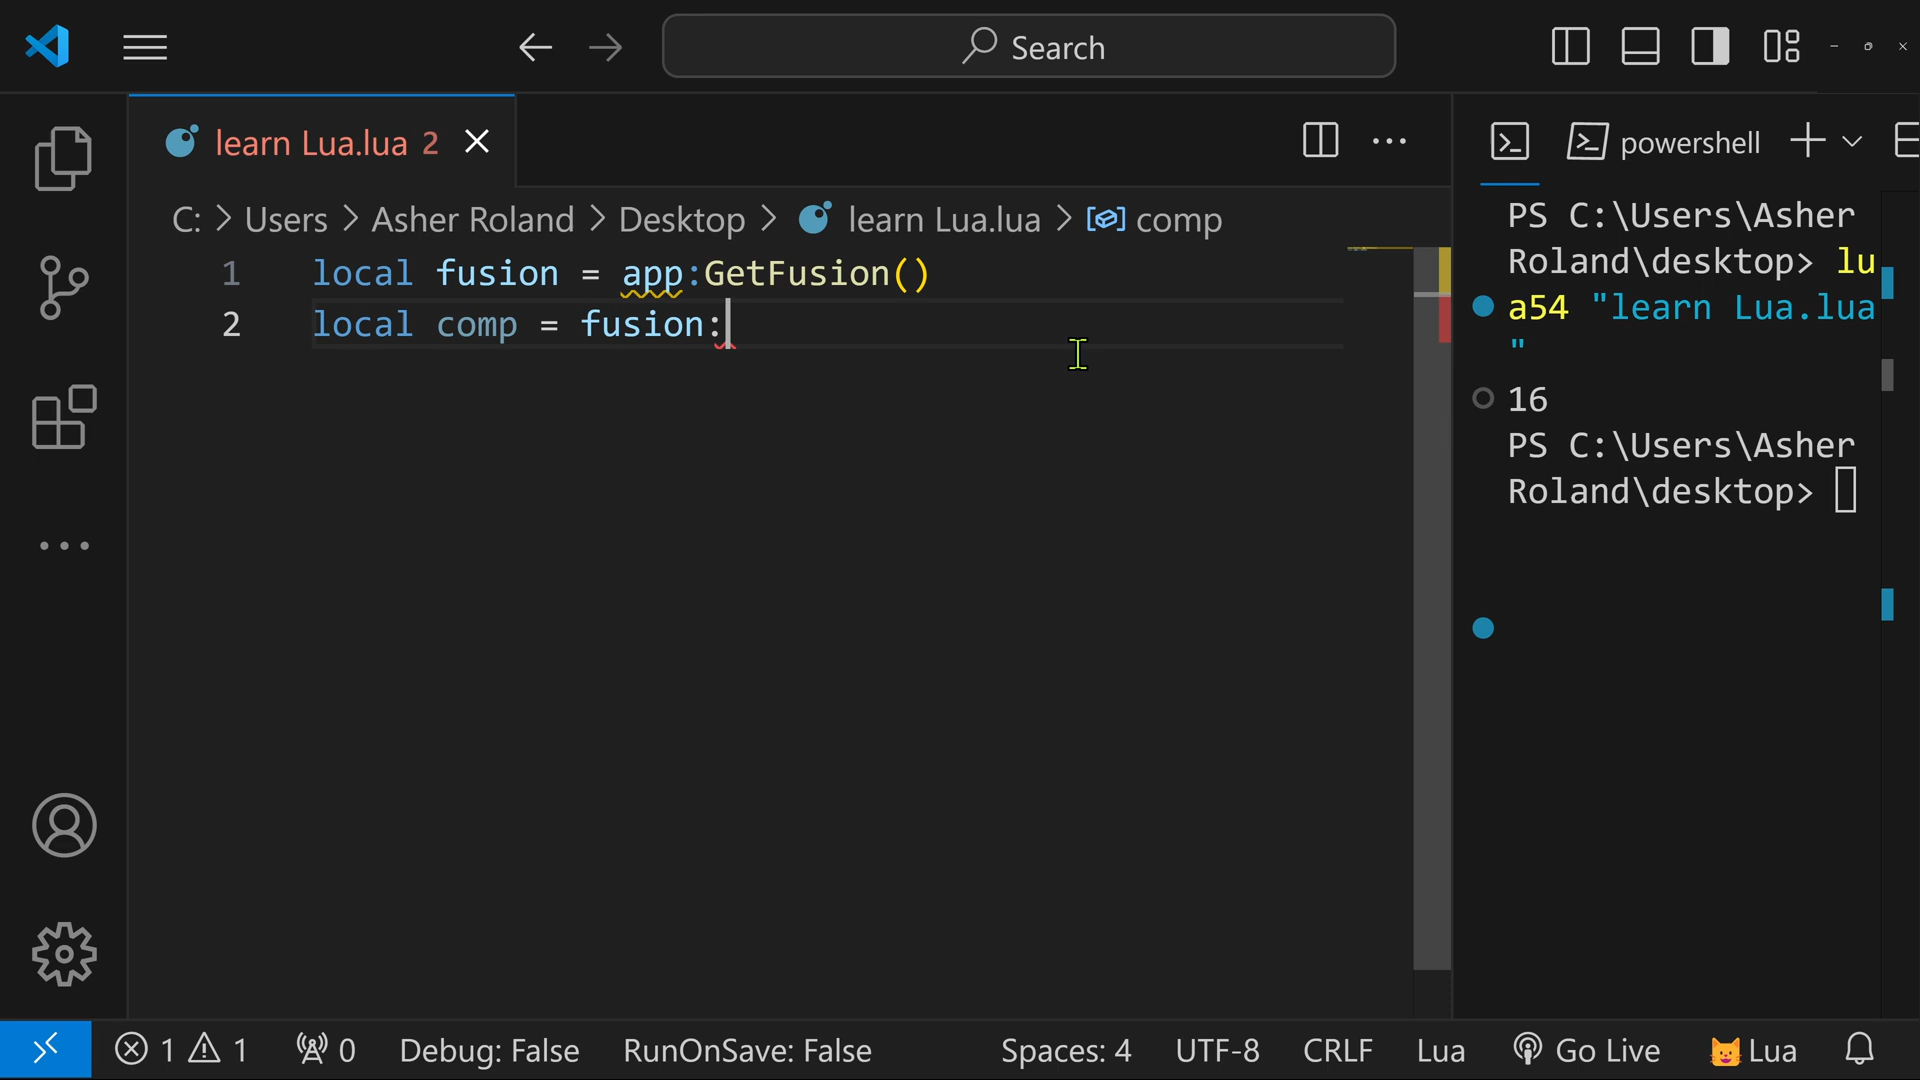 Search
learn Lua.lua 2
powershell
C: > Users > Asher Roland > Desktop > learn Lua.lua > comp
1 local fusion = app:GetFusion()
2 local comp = fusion:
PS C:\Users\Asher
Roland\desktop> lu
a54 "learn Lua.lua
"
16
PS C:\Users\Asher
Roland\desktop>
1 1 0 Debug: False RunOnSave: False Spaces: 4 UTF-8 CRLF Lua Go Live Lua